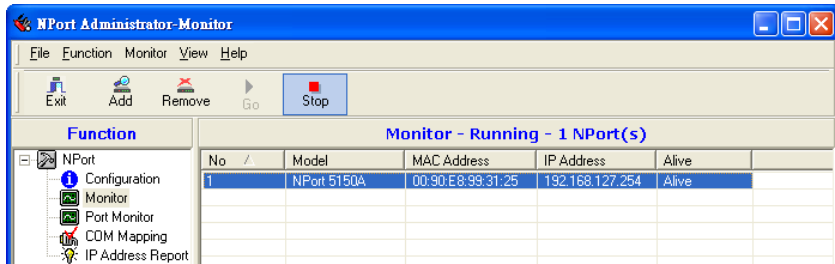 NPort Administrator-Monitor
File Function Monitor View Help
Exit Add Remove Go Stop
Function
Monitor - Running - 1 NPort(s)
NPort
Configuration
Monitor
Port Monitor
COM Mapping
IP Address Report
No Model MAC Address IP Address Alive
1 NPort 5150A 00:90:E8:99:31:25 192.168.127.254 Alive